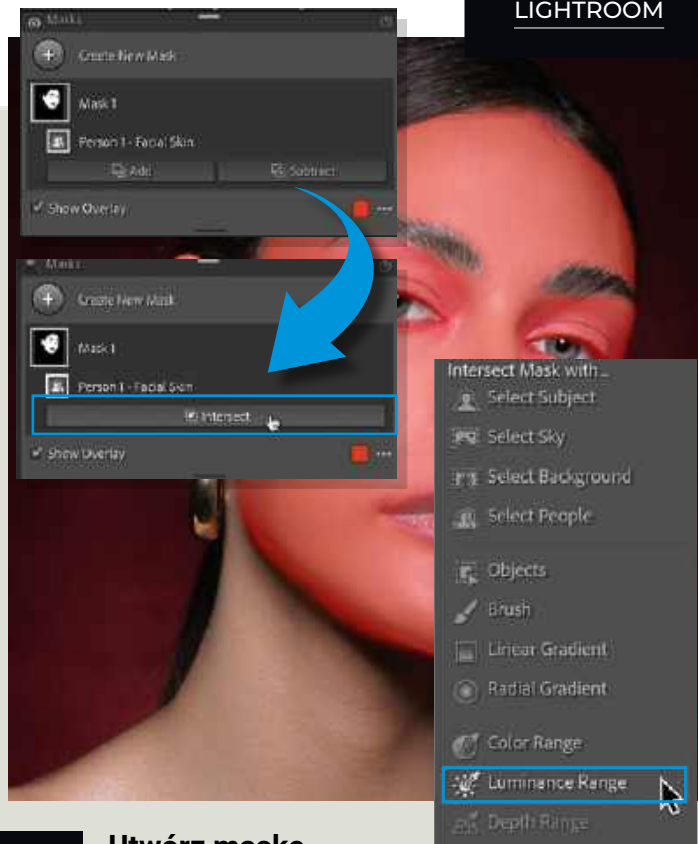 LIGHTROOM
Masks
Create New Mask
Mask 1
Person 1 - Facial Skin
Add
Subtract
Show Overlay
Masks
Create New Mask
Mask 1
Person 1 - Facial Skin
Intersect
Show Overlay
Intersect Mask with...
Select Subject
Select Sky
Select Background
Select People
Objects
Brush
Linear Gradient
Radial Gradient
Color Range
Luminance Range
Depth Range
Utwórz maskę